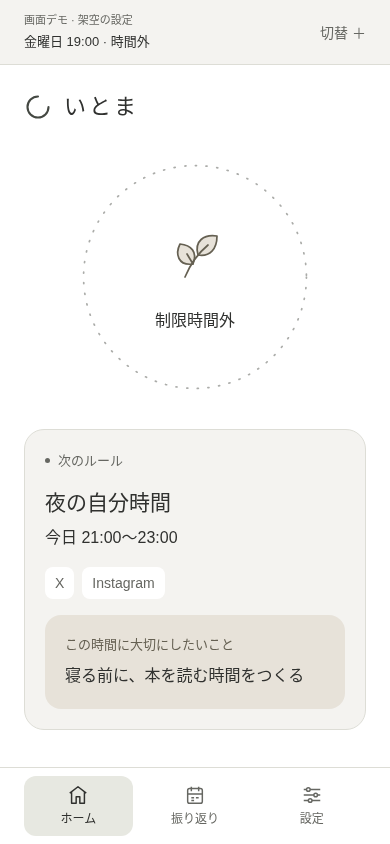 画面デモ · 架空の設定
金曜日 19:00 · 時間外
切替 ＋
いとま
制限時間外
次のルール
夜の自分時間
今日 21:00〜23:00
X Instagram
この時間に大切にしたいこと
寝る前に、本を読む時間をつくる
ホーム 振り返り 設定